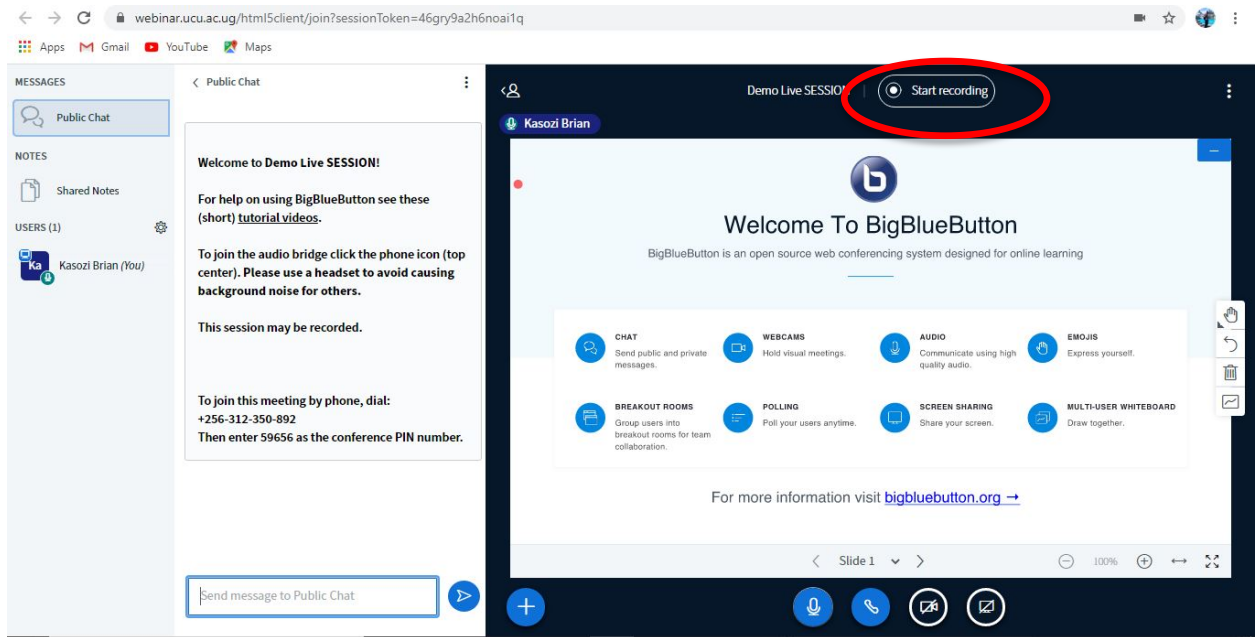 webinar.ucu.ac.ug/html5client/join?sessionToken=46gry9a2h6noai1q
Apps Gmail YouTube Maps
MESSAGES
Public Chat
NOTES
Shared Notes
USERS (1)
Ka Kasozi Brian (You)
Public Chat
Welcome to Demo Live SESSION!
For help on using BigBlueButton see these
(short) tutorial videos.
To join the audio bridge click the phone icon (top
center). Please use a headset to avoid causing
background noise for others.
This session may be recorded.
To join this meeting by phone, dial:
+256-312-350-892
Then enter 59656 as the conference PIN number.
Send message to Public Chat
Demo Live SESSION
Start recording
Kasozi Brian
b
Welcome To BigBlueButton
BigBlueButton is an open source web conferencing system designed for online learning
CHAT
Send public and private
messages.
WEBCAMS
Hold visual meetings.
AUDIO
Communicate using high
quality audio.
EMOJIS
Express yourself.
BREAKOUT ROOMS
Group users into
breakout rooms for team
collaboration.
POLLING
Poll your users anytime.
SCREEN SHARING
Share your screen.
MULTI-USER WHITEBOARD
Draw together.
For more information visit bigbluebutton.org →
Slide 1
100%